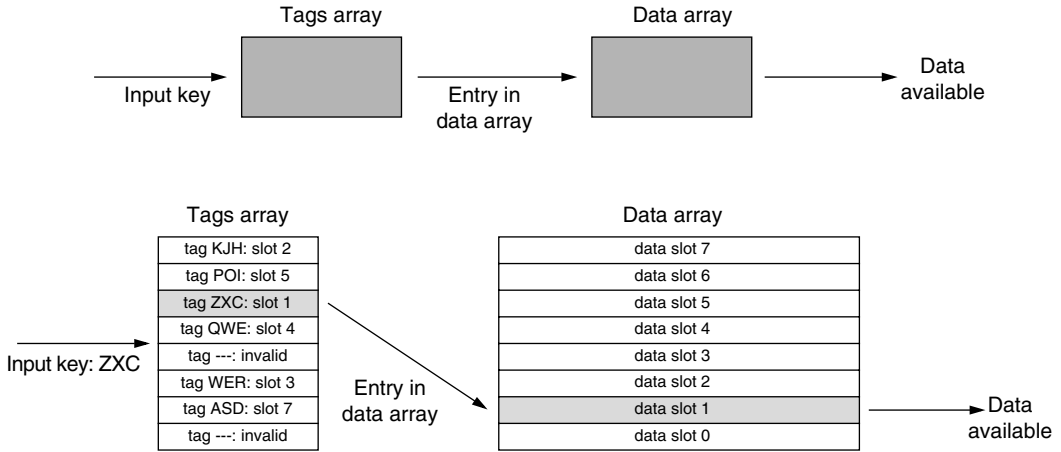 Tags array
Data array
Input key
Entry in
data array
Data
available
Tags array
Data array
tag KJH: slot 2
tag POI: slot 5
tag ZXC: slot 1
tag QWE: slot 4
tag ---: invalid
tag WER: slot 3
tag ASD: slot 7
tag ---: invalid
Input key: ZXC
Entry in
data array
data slot 7
data slot 6
data slot 5
data slot 4
data slot 3
data slot 2
data slot 1
data slot 0
Data
available